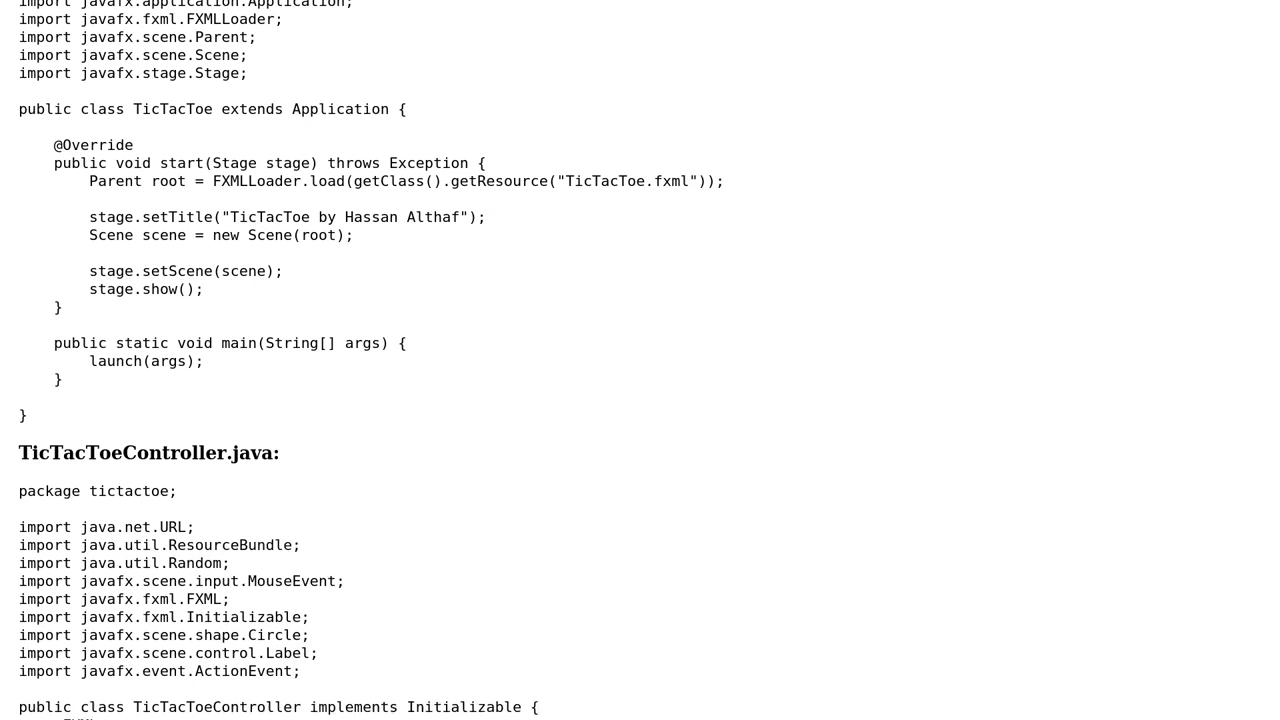 import javafx.application.Application;
import javafx.fxml.FXMLLoader;
import javafx.scene.Parent;
import javafx.scene.Scene;
import javafx.stage.Stage;

public class TicTacToe extends Application {

    @Override
    public void start(Stage stage) throws Exception {
        Parent root = FXMLLoader.load(getClass().getResource("TicTacToe.fxml"));

        stage.setTitle("TicTacToe by Hassan Althaf");
        Scene scene = new Scene(root);

        stage.setScene(scene);
        stage.show();
    }

    public static void main(String[] args) {
        launch(args);
    }

}
TicTacToeController.java:
package tictactoe;

import java.net.URL;
import java.util.ResourceBundle;
import java.util.Random;
import javafx.scene.input.MouseEvent;
import javafx.fxml.FXML;
import javafx.fxml.Initializable;
import javafx.scene.shape.Circle;
import javafx.scene.control.Label;
import javafx.event.ActionEvent;

public class TicTacToeController implements Initializable {